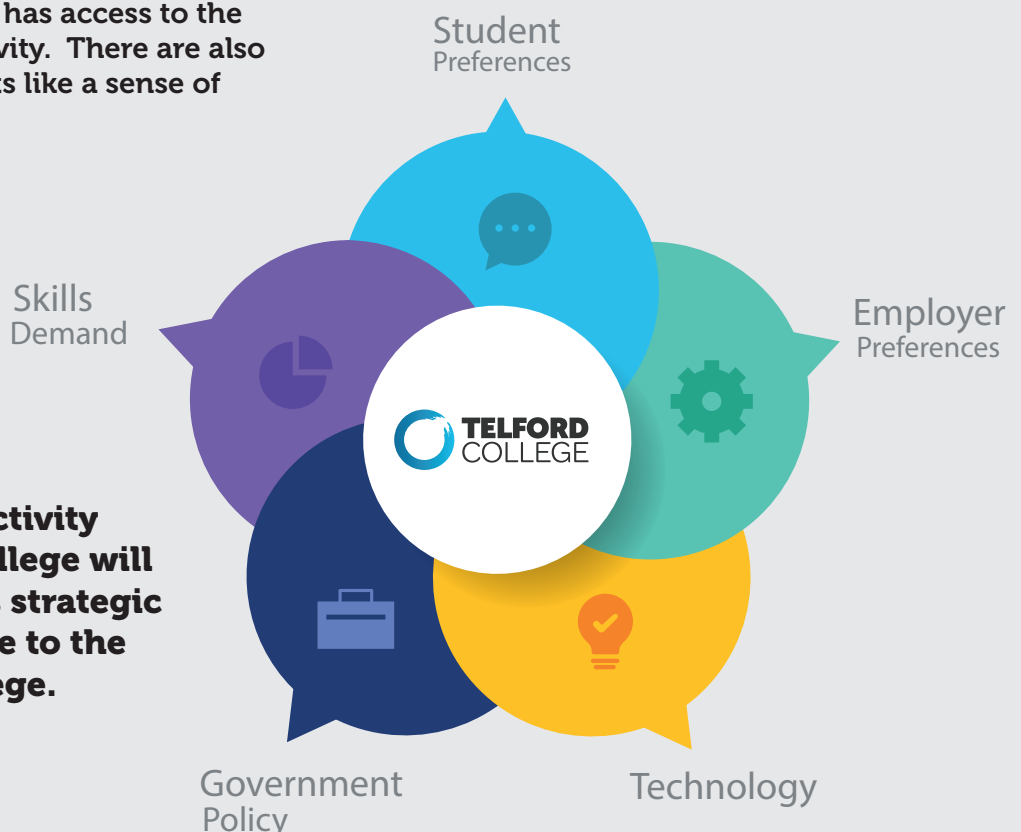 has access to the
vity. There are also
ts like a sense of
Student
Preferences
Skills
Demand
Employer
Preferences
TELFORD
COLLEGE
ctivity
llege will
strategic
e to the
ege.
Government
Policy
Technology